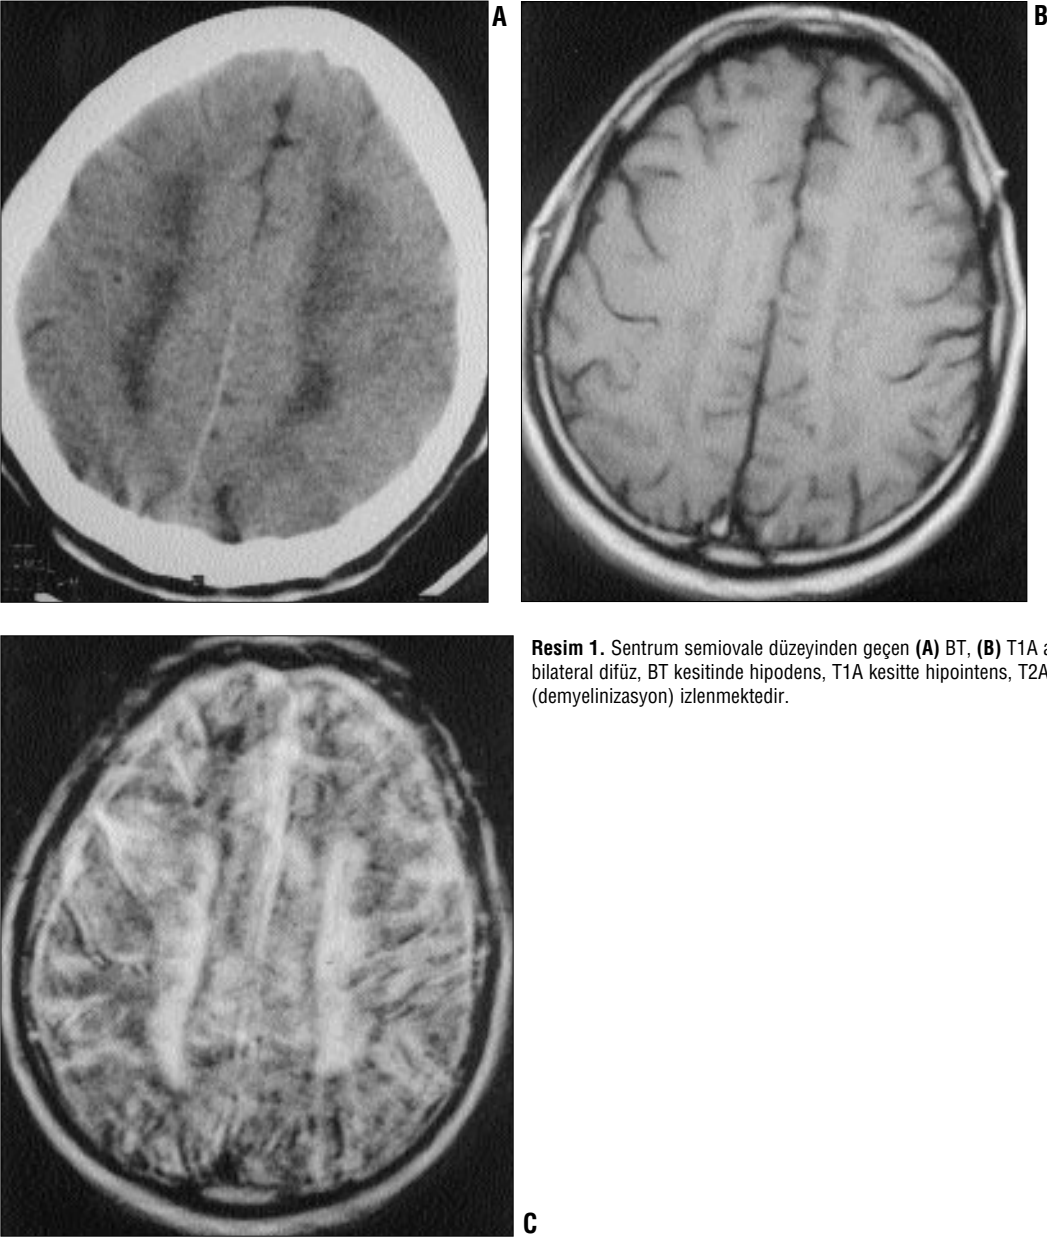 A
B
Resim 1. Sentrum semiovale düzeyinden geçen (A) BT, (B) T1A
bilateral difüz, BT kesitinde hipodens, T1A kesitte hipointens, T2A
(demyelinizasyon) izlenmektedir.
C